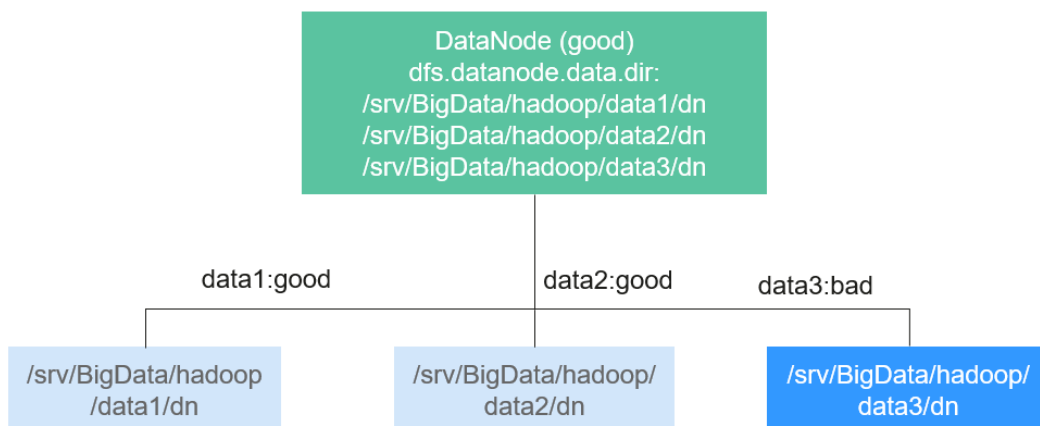 DataNode (good)
dfs.datanode.data.dir:
/srv/BigData/hadoop/data1/dn
/srv/BigData/hadoop/data2/dn
/srv/BigData/hadoop/data3/dn
data1:good
data2:good
data3:bad
/srv/BigData/hadoop
/data1/dn
/srv/BigData/hadoop/
data2/dn
/srv/BigData/hadoop/
data3/dn